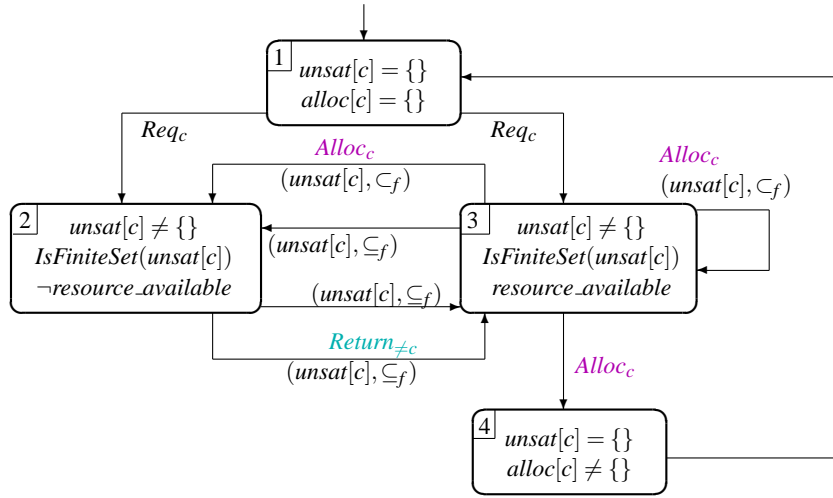 1
unsat[c] = {}
alloc[c] = {}
Req_c
Req_c
Alloc_c
(unsat[c], ⊂_f)
Alloc_c
(unsat[c], ⊂_f)
2
unsat[c] ≠ {}
IsFiniteSet(unsat[c])
¬resource_available
(unsat[c], ⊆_f)
(unsat[c], ⊆_f)
Return_≠c
(unsat[c], ⊆_f)
3
unsat[c] ≠ {}
IsFiniteSet(unsat[c])
resource_available
Alloc_c
4
unsat[c] = {}
alloc[c] ≠ {}